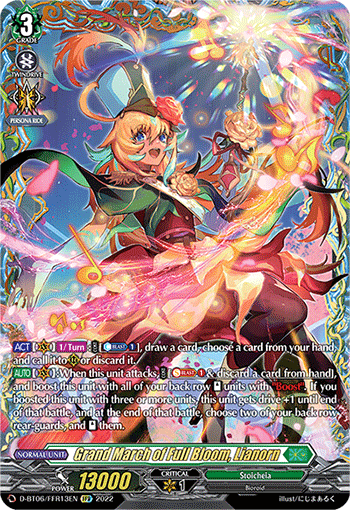 3
GRADE
TWINDRIVE
PERSONA RIDE
ACT 1/Turn : BLAST 1 , draw a card, choose a card from your hand,
and call it to or discard it.
AUTO : When this unit attacks, BLAST 1 & discard a card from hand ,
and boost this unit with all of your back row units with "Boost". If you
boosted this unit with three or more units, this unit gets drive +1 until end
of that battle, and at the end of that battle, choose two of your back row
rear-guards, and them.
NORMAL UNIT
Grand March of Full Bloom, Lianorn
POWER 13000
CRITICAL
1
Stoicheia
Bioroid
D-BT06/FFR13EN FFR 2022
illust/にじまあるく